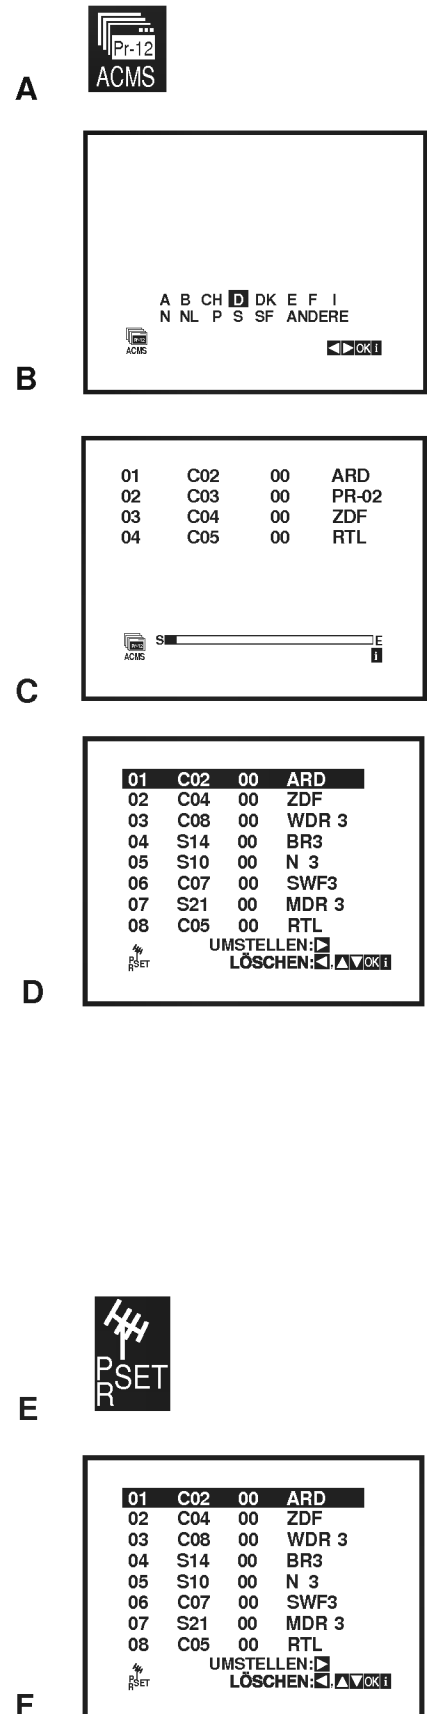 Pr-12
ACMS
A
A B CH D DK E F I
N NL P S SF ANDERE
ACMS
◀▶OK i
B
01 C02 00 ARD
02 C03 00 PR-02
03 C04 00 ZDF
04 C05 00 RTL
S E
ACMS
i
C
01 C02 00 ARD
02 C04 00 ZDF
03 C08 00 WDR 3
04 S14 00 BR3
05 S10 00 N 3
06 C07 00 SWF3
07 S21 00 MDR 3
08 C05 00 RTL
UMSTELLEN:▶
PR SET
LÖSCHEN:◀,▲▼OK i
D
PR SET
E
01 C02 00 ARD
02 C04 00 ZDF
03 C08 00 WDR 3
04 S14 00 BR3
05 S10 00 N 3
06 C07 00 SWF3
07 S21 00 MDR 3
08 C05 00 RTL
UMSTELLEN:▶
PR SET
LÖSCHEN:◀,▲▼OK i